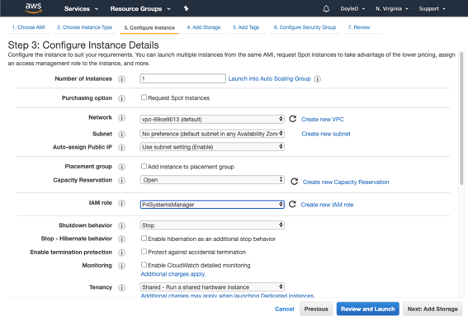 aws Services Resource Groups DoyleD N. Virginia Support
1. Choose AMI 2. Choose Instance Type 3. Configure Instance 4. Add Storage 5. Add Tags 6. Configure Security Group 7. Review
Step 3: Configure Instance Details
Configure the instance to suit your requirements. You can launch multiple instances from the same AMI, request Spot instances to take advantage of the lower pricing, assign
an access management role to the instance, and more.
Number of instances i 1 Launch into Auto Scaling Group i
Purchasing option i Request Spot instances
Network i vpc-69ce9013 (default) Create new VPC
Subnet i No preference (default subnet in any Availability Zone Create new subnet
Auto-assign Public IP i Use subnet setting (Enable)
Placement group i Add instance to placement group
Capacity Reservation i Open Create new Capacity Reservation
IAM role i P4SystemsManager Create new IAM role
Shutdown behavior i Stop
Stop - Hibernate behavior i Enable hibernation as an additional stop behavior
Enable termination protection i Protect against accidental termination
Monitoring i Enable CloudWatch detailed monitoring
Additional charges apply.
Tenancy i Shared - Run a shared hardware instance
Additional charges may apply when launching Dedicated instances.
Cancel Previous Review and Launch Next: Add Storage